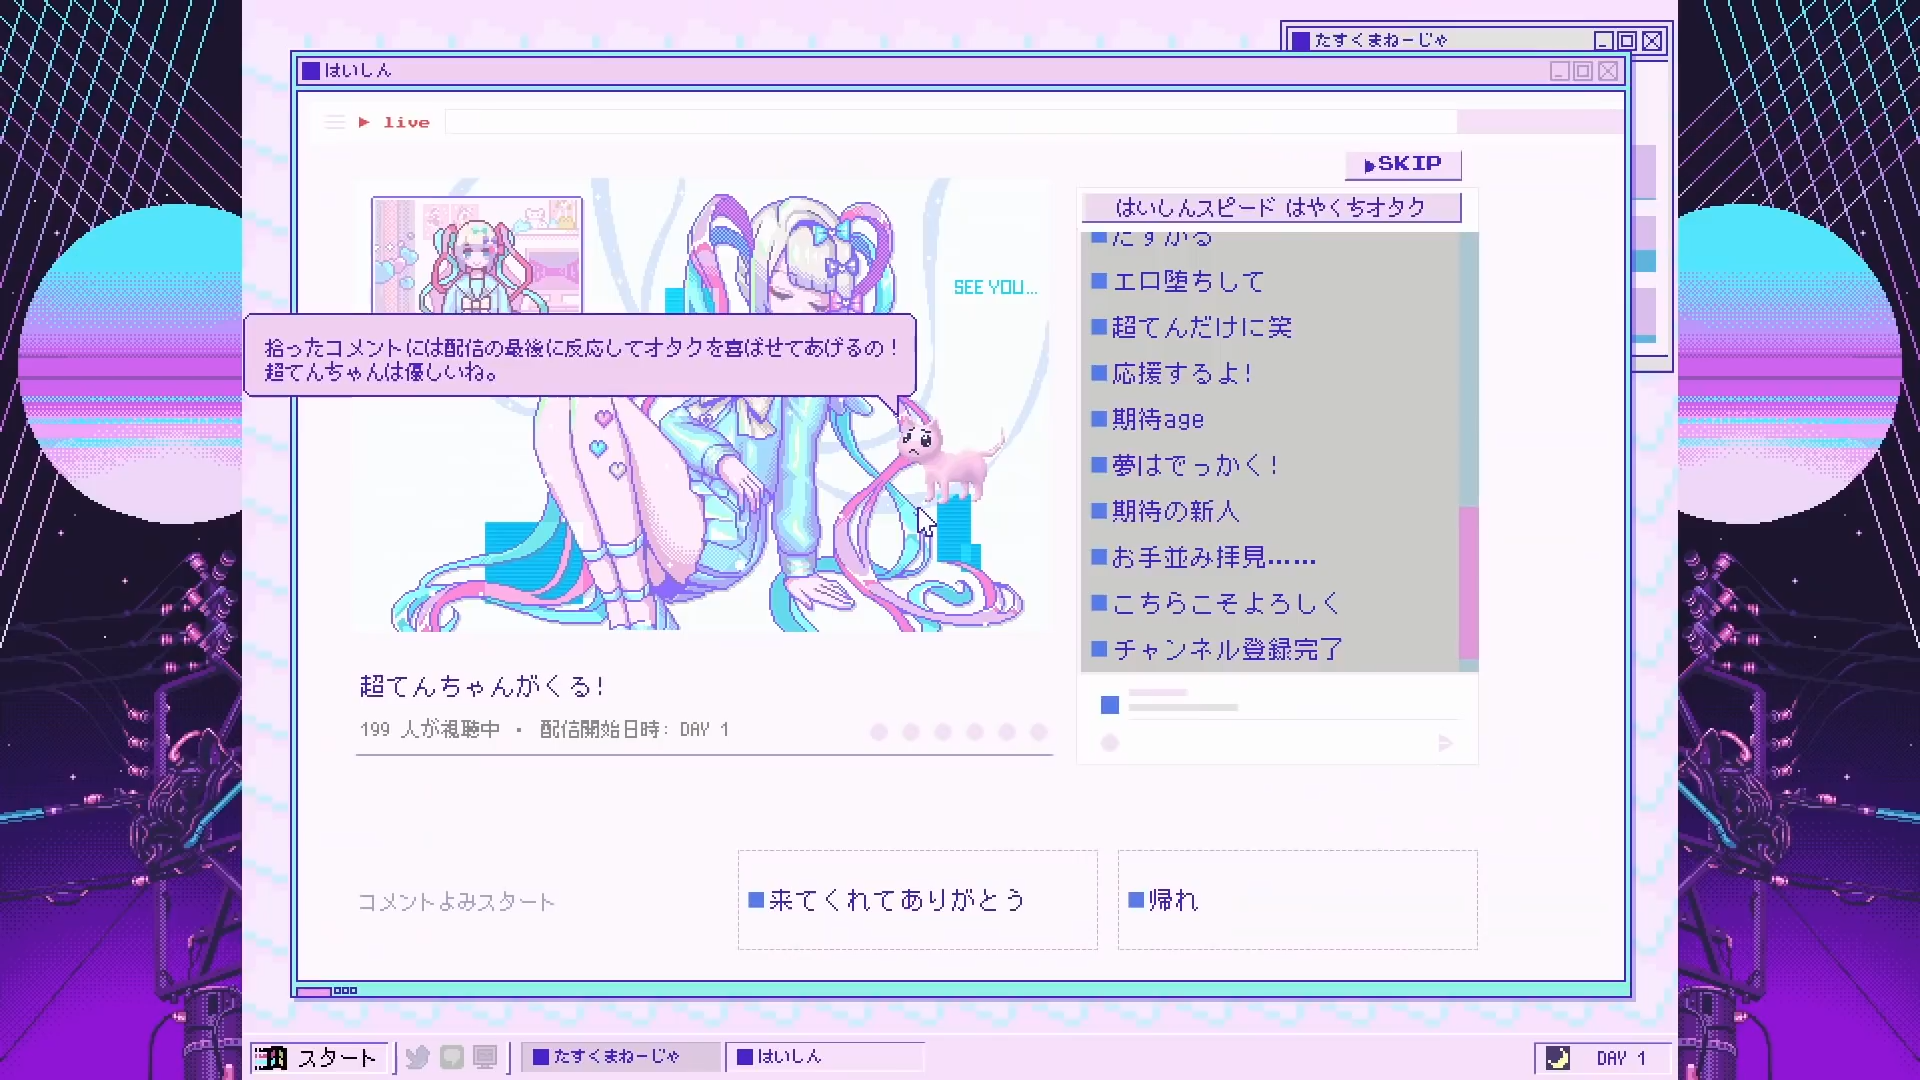 たすくまねーじゃ
はいしん
live
SKIP
はいしんスピード はやくちオタク
SEE YOU...
たすかる
エロ堕ちして
超てんだけに笑
応援するよ！
期待age
夢はでっかく！
期待の新人
お手並み拝見……
こちらこそよろしく
チャンネル登録完了
拾ったコメントには配信の最後に反応してオタクを喜ばせてあげるの！
超てんちゃんは優しいね。
超てんちゃんがくる！
199 人が視聴中 ・ 配信開始日時: DAY 1
コメントよみスタート
来てくれてありがとう
帰れ
スタート
たすくまねーじゃ
はいしん
DAY 1